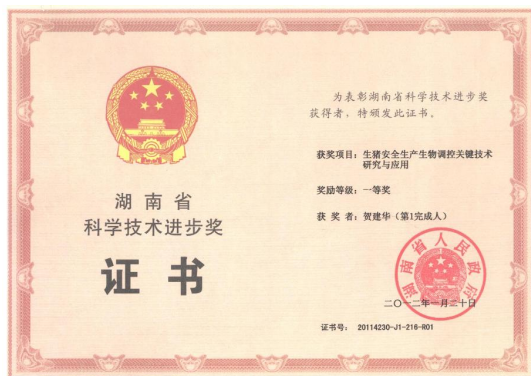 湖南省
科学技术进步奖
证书
为表彰湖南省科学技术进步奖
获得者，特颁发此证书。
获奖项目：生猪安全生产生物调控关键技术
研究与应用
奖励等级：一等奖
获奖者：贺建华（第1完成人）
湖南省人民政府
二〇一二年一月二十日
证书号： 20114230-J1-216-R01